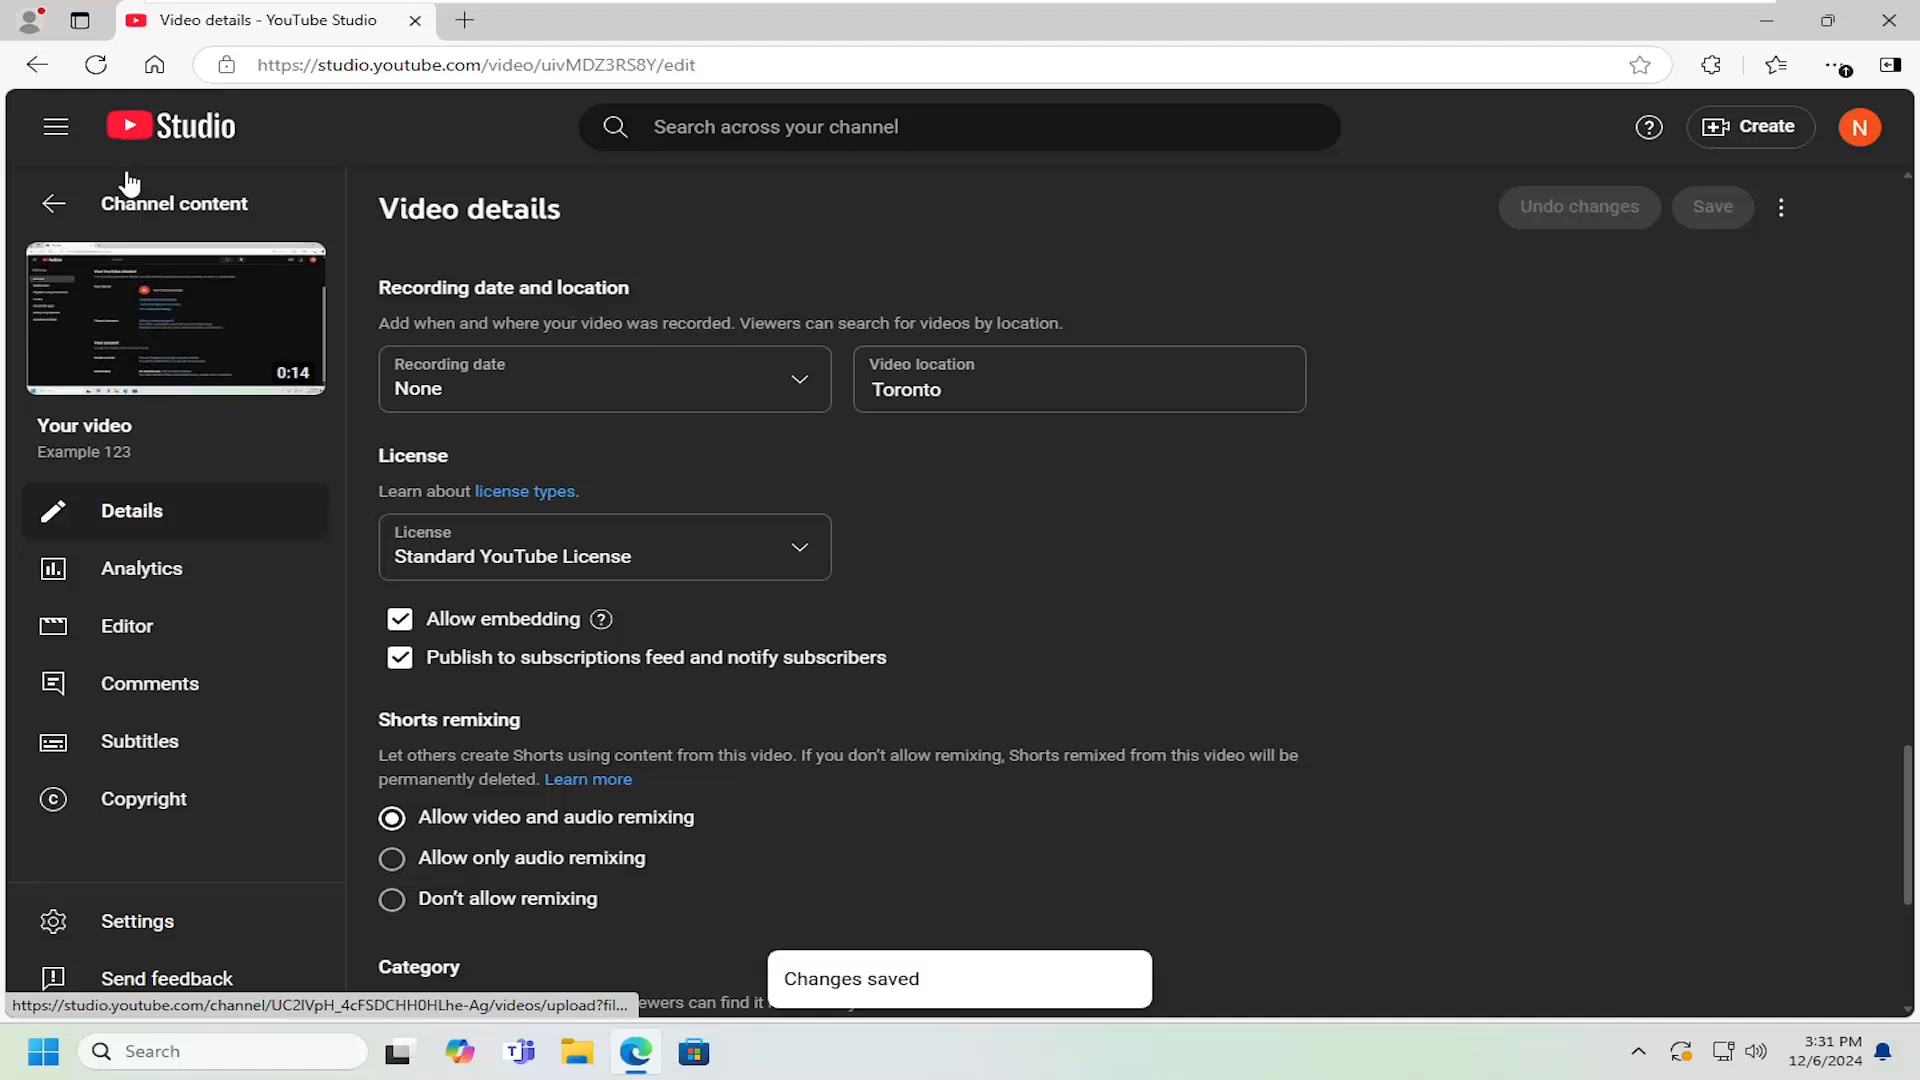 Video details - YouTube Studio
https://studio.youtube.com/video/uivMDZ3RS8Y/edit
Studio
Search across your channel
Create
N
Channel content
Video details
Undo changes
Save
0:14
Your video
Example 123
Details
Analytics
Editor
Comments
Subtitles
Copyright
Settings
Send feedback
Recording date and location
Add when and where your video was recorded. Viewers can search for videos by location.
Recording date
None
Video location
Toronto
License
Learn about license types.
License
Standard YouTube License
Allow embedding
Publish to subscriptions feed and notify subscribers
Shorts remixing
Let others create Shorts using content from this video. If you don't allow remixing, Shorts remixed from this video will be
permanently deleted. Learn more
Allow video and audio remixing
Allow only audio remixing
Don't allow remixing
Category
Changes saved
ewers can find it
https://studio.youtube.com/channel/UC2IVpH_4cFSDCHH0HLhe-Ag/videos/upload?fil...
Search
3:31 PM
12/6/2024